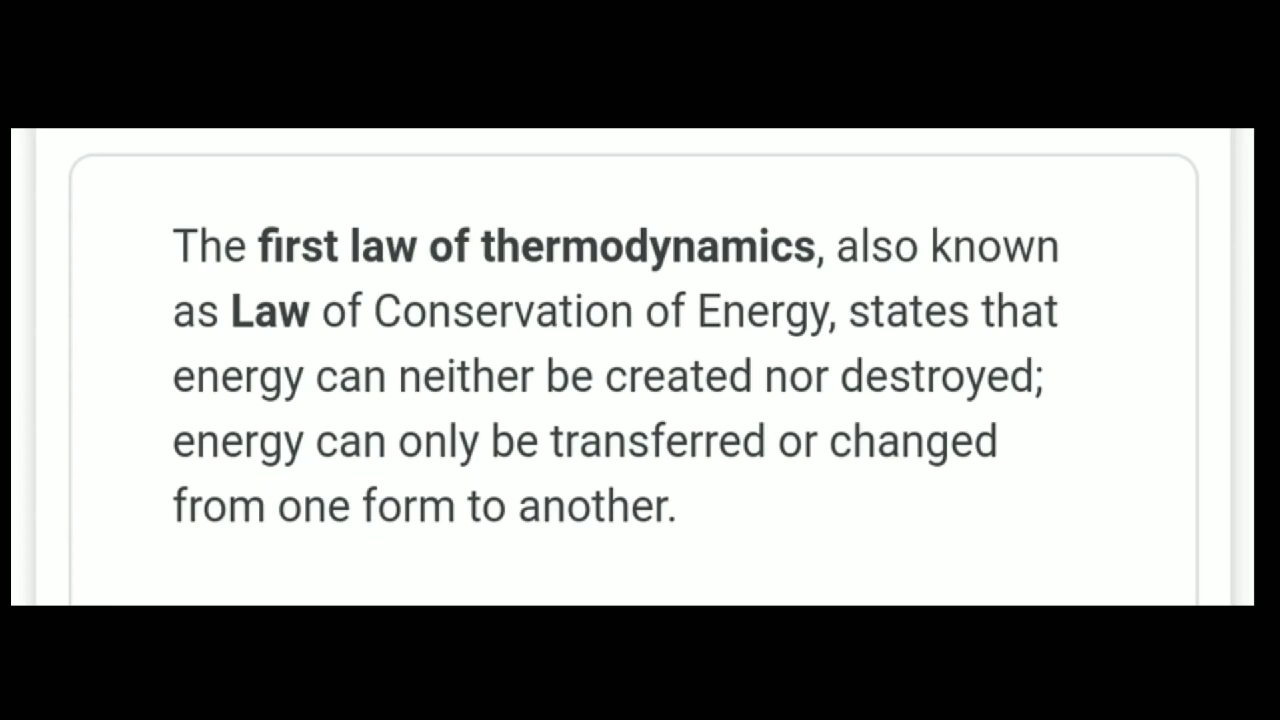 The first law of thermodynamics, also known
as Law of Conservation of Energy, states that
energy can neither be created nor destroyed;
energy can only be transferred or changed
from one form to another.